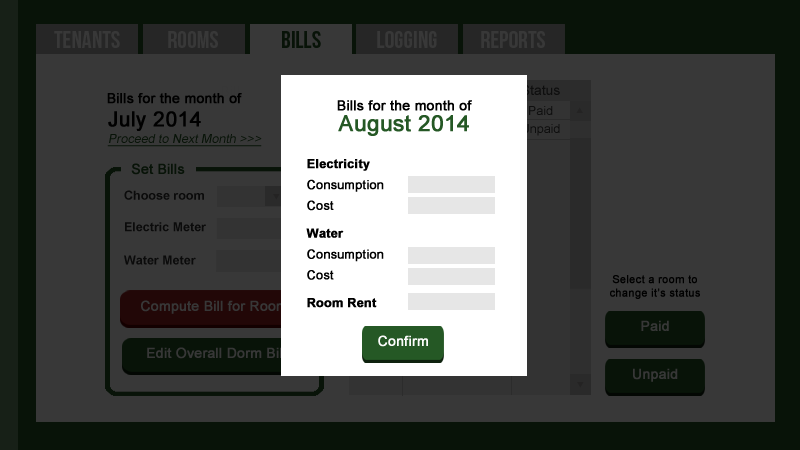 TENANTS ROOMS BILLS LOGGING REPORTS
Bills for the month of
July 2014
Proceed to Next Month >>>
Set Bills
Choose room
Electric Meter
Water Meter
Compute Bill for Room
Edit Overall Dorm
Bills for the month of
August 2014
Electricity
Consumption
Cost
Water
Consumption
Cost
Room Rent
Confirm
Status
Paid
Unpaid
Select a room to
change it's status
Paid
Unpaid